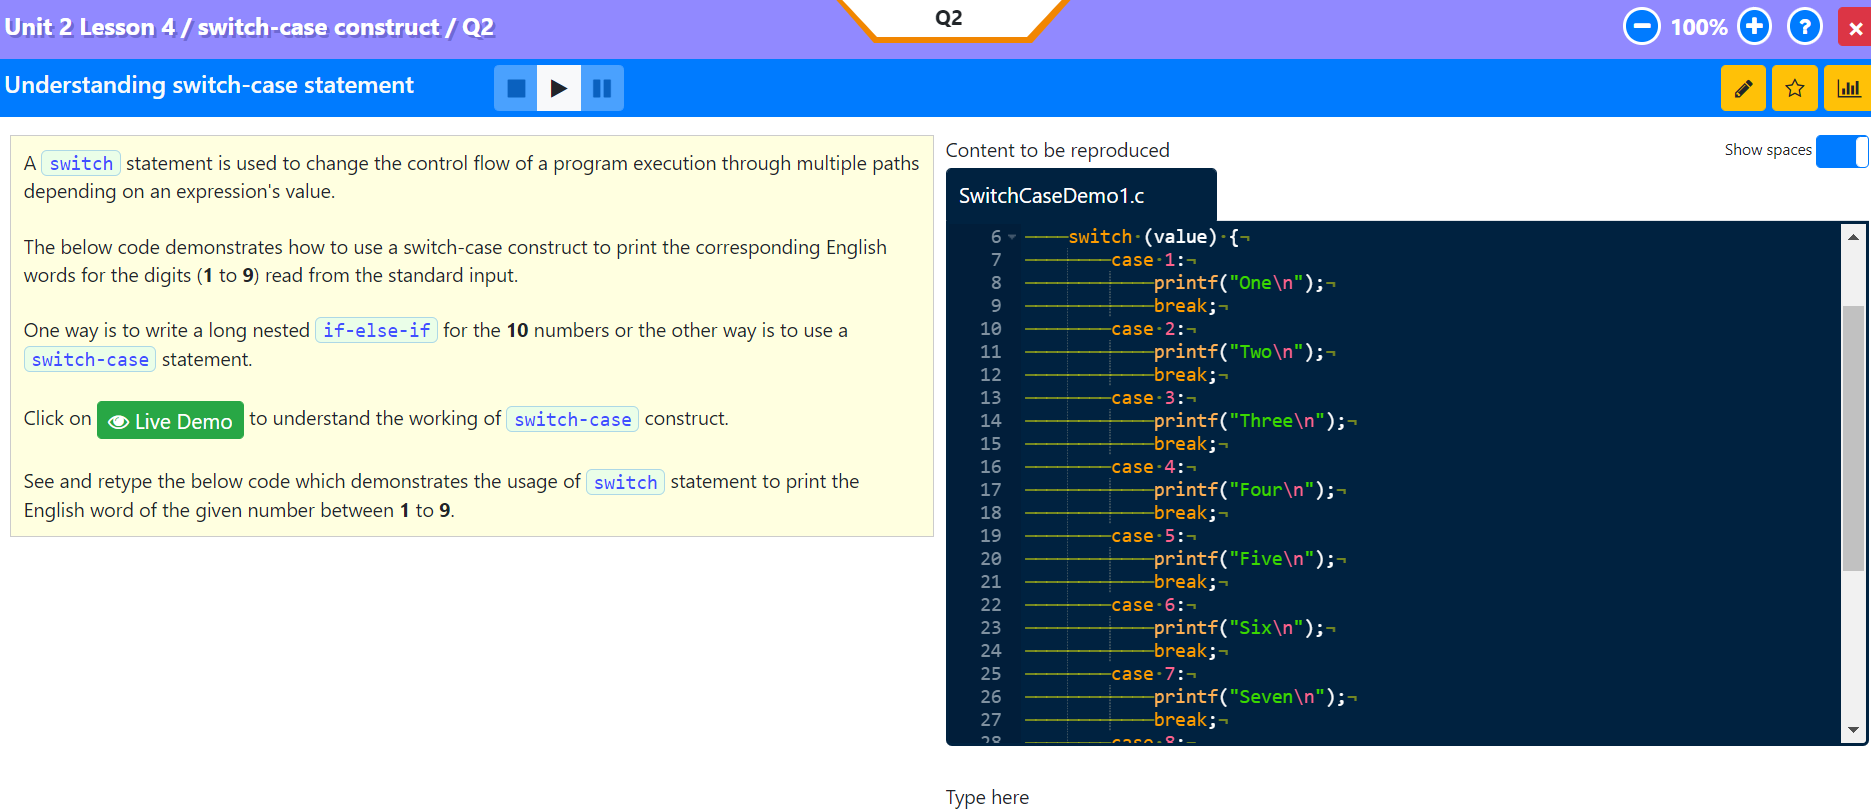 Unit 2 Lesson 4 / switch-case construct / Q2
Q2
100%
Understanding switch-case statement
A switch statement is used to change the control flow of a program execution through multiple paths
depending on an expression's value.
The below code demonstrates how to use a switch-case construct to print the corresponding English
words for the digits (1 to 9) read from the standard input.
One way is to write a long nested if-else-if for the 10 numbers or the other way is to use a
switch-case statement.
Click on Live Demo to understand the working of switch-case construct.
See and retype the below code which demonstrates the usage of switch statement to print the
English word of the given number between 1 to 9.
Content to be reproduced
Show spaces
SwitchCaseDemo1.c
6 switch (value) {
7 case 1:
8 printf("One\n");
9 break;
10 case 2:
11 printf("Two\n");
12 break;
13 case 3:
14 printf("Three\n");
15 break;
16 case 4:
17 printf("Four\n");
18 break;
19 case 5:
20 printf("Five\n");
21 break;
22 case 6:
23 printf("Six\n");
24 break;
25 case 7:
26 printf("Seven\n");
27 break;
28 case 8:
Type here